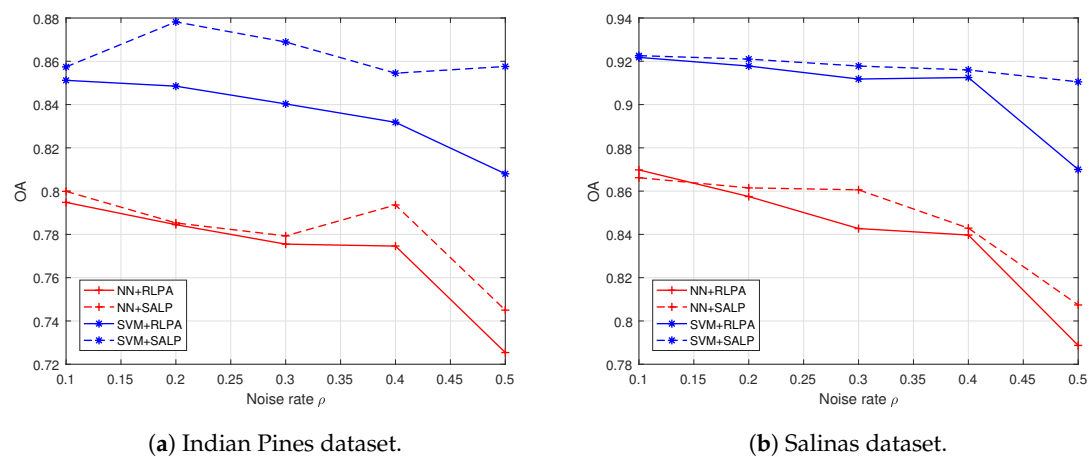 0.88
0.86
0.84
0.82
0.8
0.78
0.76
0.74
0.72
OA
NN+RLPA
NN+SALP
SVM+RLPA
SVM+SALP
0.1 0.15 0.2 0.25 0.3 0.35 0.4 0.45 0.5
Noise rate ρ
(a) Indian Pines dataset.
0.94
0.92
0.9
0.88
0.86
0.84
0.82
0.8
0.78
OA
NN+RLPA
NN+SALP
SVM+RLPA
SVM+SALP
0.1 0.15 0.2 0.25 0.3 0.35 0.4 0.45 0.5
Noise rate ρ
(b) Salinas dataset.